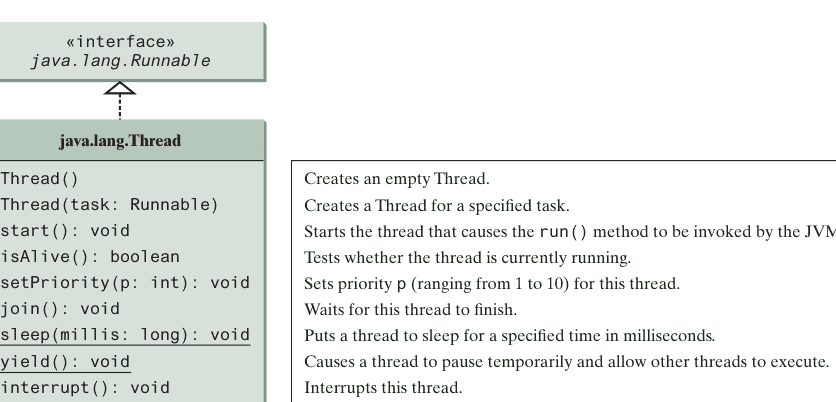 «interface»
java.lang.Runnable
java.lang.Thread
Thread() Creates an empty Thread.
Thread(task: Runnable) Creates a Thread for a specified task.
start(): void Starts the thread that causes the run() method to be invoked by the JVM
isAlive(): boolean Tests whether the thread is currently running.
setPriority(p: int): void Sets priority p (ranging from 1 to 10) for this thread.
join(): void Waits for this thread to finish.
sleep(millis: long): void Puts a thread to sleep for a specified time in milliseconds.
yield(): void Causes a thread to pause temporarily and allow other threads to execute.
interrupt(): void Interrupts this thread.